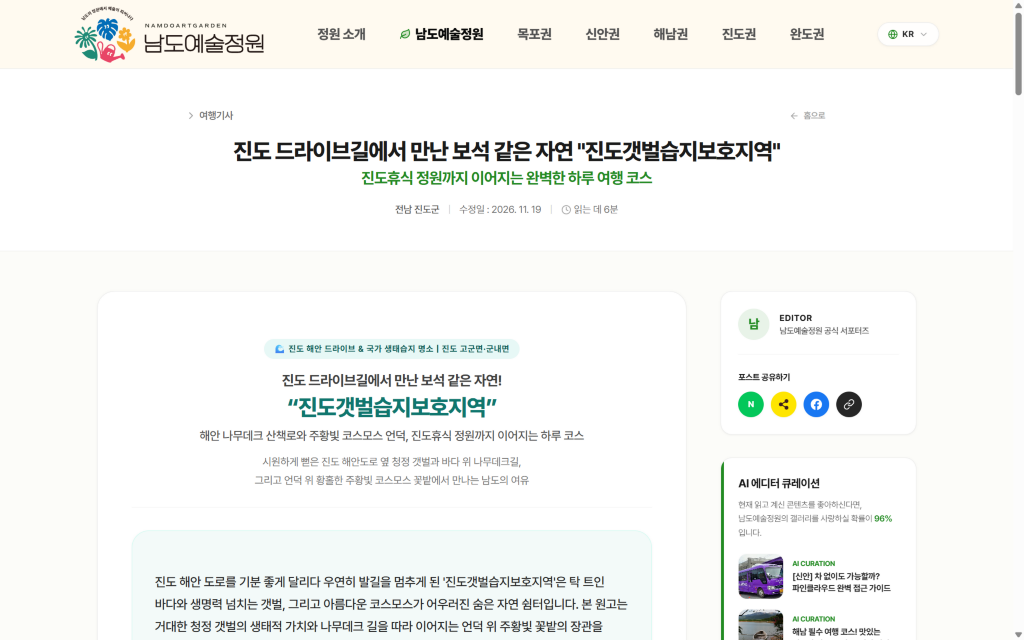 남도의 정원에서 예술이 피어나다
NAMDOARTGARDEN
남도예술정원
정원 소개
남도예술정원
목포권
신안권
해남권
진도권
완도권
KR
여행기사
홈으로
진도 드라이브길에서 만난 보석 같은 자연 "진도갯벌습지보호지역"
진도휴식 정원까지 이어지는 완벽한 하루 여행 코스
전남 진도군
수정일 : 2026. 11. 19
읽는 데 6분
진도 해안 드라이브 & 국가 생태습지 명소 | 진도 고군면·군내면
진도 드라이브길에서 만난 보석 같은 자연!
“진도갯벌습지보호지역”
해안 나무데크 산책로와 주황빛 코스모스 언덕, 진도휴식 정원까지 이어지는 하루 코스
시원하게 뻗은 진도 해안도로 옆 청정 갯벌과 바다 위 나무데크길,
그리고 언덕 위 황홀한 주황빛 코스모스 꽃밭에서 만나는 남도의 여유
진도 해안 도로를 기분 좋게 달리다 우연히 발길을 멈추게 된 '진도갯벌습지보호지역'은 탁 트인
바다와 생명력 넘치는 갯벌, 그리고 아름다운 코스모스가 어우러진 숨은 자연 쉼터입니다. 본 원고는
거대한 청정 갯벌의 생태적 가치와 나무데크 길을 따라 이어지는 언덕 위 주황빛 꽃밭의 장관을
남
EDITOR
남도예술정원 공식 서포터즈
포스트 공유하기
N
AI 에디터 큐레이션
현재 읽고 계신 콘텐츠를 좋아하신다면,
남도예술정원의 갤러리를 사랑하실 확률이 96%
입니다.
AI CURATION
[신안] 차 없이도 가능할까?
퍼플클라우드 완벽 접근 가이드
AI CURATION
해남 필수 여행 코스! 맛있는